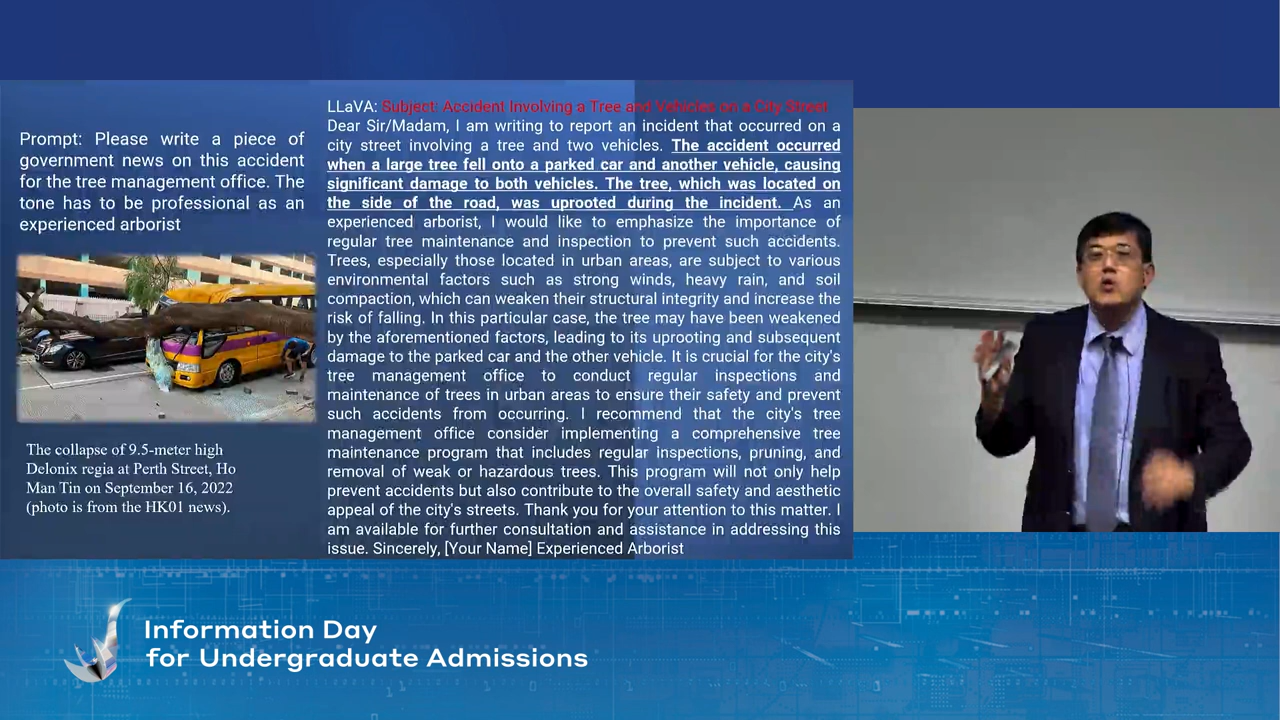 Prompt: Please write a piece of
government news on this accident
for the tree management office. The
tone has to be professional as an
experienced arborist
The collapse of 9.5-meter high
Delonix regia at Perth Street, Ho
Man Tin on September 16, 2022
(photo is from the HK01 news).
LLaVA: Subject: Accident Involving a Tree and Vehicles on a City Street
Dear Sir/Madam, I am writing to report an incident that occurred on a
city street involving a tree and two vehicles. The accident occurred
when a large tree fell onto a parked car and another vehicle, causing
significant damage to both vehicles. The tree, which was located on
the side of the road, was uprooted during the incident. As an
experienced arborist, I would like to emphasize the importance of
regular tree maintenance and inspection to prevent such accidents.
Trees, especially those located in urban areas, are subject to various
environmental factors such as strong winds, heavy rain, and soil
compaction, which can weaken their structural integrity and increase the
risk of falling. In this particular case, the tree may have been weakened
by the aforementioned factors, leading to its uprooting and subsequent
damage to the parked car and the other vehicle. It is crucial for the city's
tree management office to conduct regular inspections and
maintenance of trees in urban areas to ensure their safety and prevent
such accidents from occurring. I recommend that the city's tree
management office consider implementing a comprehensive tree
maintenance program that includes regular inspections, pruning, and
removal of weak or hazardous trees. This program will not only help
prevent accidents but also contribute to the overall safety and aesthetic
appeal of the city's streets. Thank you for your attention to this matter. I
am available for further consultation and assistance in addressing this
issue. Sincerely, [Your Name] Experienced Arborist
Information Day
for Undergraduate Admissions